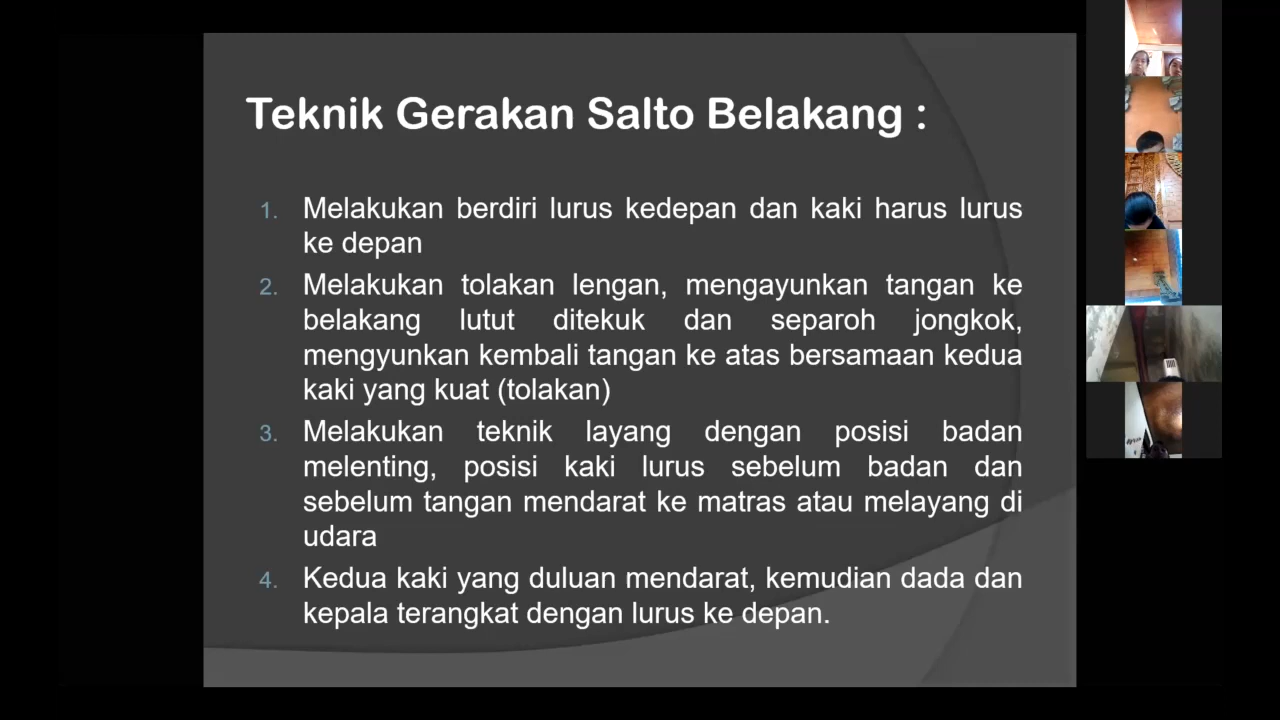 Teknik Gerakan Salto Belakang :
1. Melakukan berdiri lurus kedepan dan kaki harus lurus
ke depan
2. Melakukan tolakan lengan, mengayunkan tangan ke
belakang lutut ditekuk dan separoh jongkok,
mengyunkan kembali tangan ke atas bersamaan kedua
kaki yang kuat (tolakan)
3. Melakukan teknik layang dengan posisi badan
melenting, posisi kaki lurus sebelum badan dan
sebelum tangan mendarat ke matras atau melayang di
udara
4. Kedua kaki yang duluan mendarat, kemudian dada dan
kepala terangkat dengan lurus ke depan.